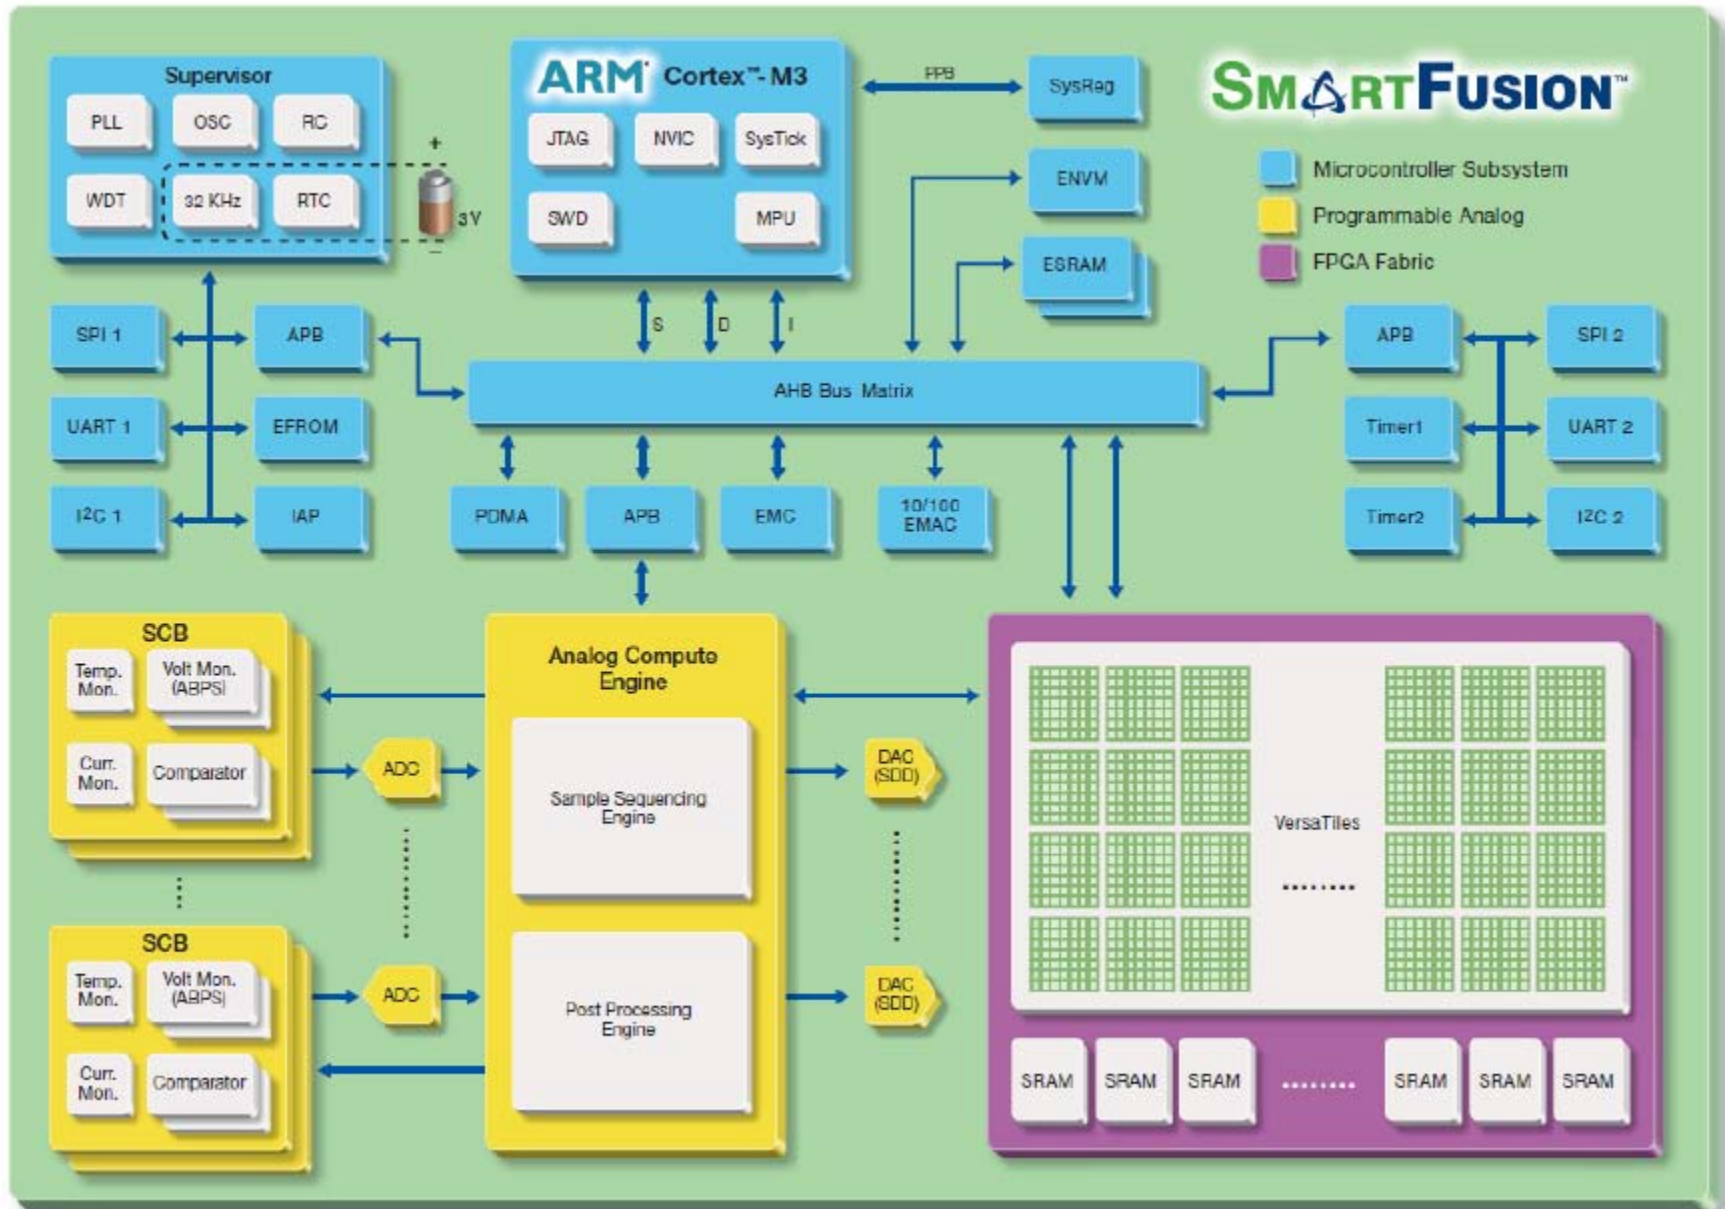 Supervisor
PLL
OSC
RC
WDT
32 KHz
RTC
+
3V
–
ARM Cortex™-M3
JTAG
NVIC
SysTick
SWD
MPU
PPB
SysReg
ENVM
ESRAM
SMARTFUSION™
Microcontroller Subsystem
Programmable Analog
FPGA Fabric
S
D
I
SPI 1
APB
UART 1
EFROM
I²C 1
IAP
AHB Bus Matrix
PDMA
APB
EMC
10/100
EMAC
APB
SPI 2
Timer1
UART 2
Timer2
I²C 2
SCB
Temp.
Mon.
Volt Mon.
(ABPS)
Curr.
Mon.
Comparator
ADC
SCB
Temp.
Mon.
Volt Mon.
(ABPS)
Curr.
Mon.
Comparator
ADC
Analog Compute
Engine
Sample Sequencing
Engine
Post Processing
Engine
DAC
(SDD)
DAC
(SDD)
VersaTiles
........
SRAM
SRAM
SRAM
........
SRAM
SRAM
SRAM